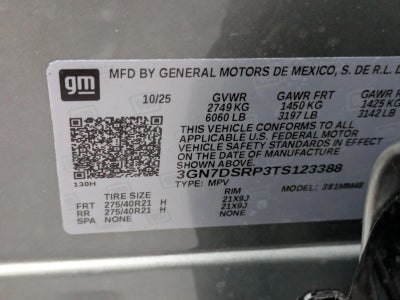 gm
MFD BY GENERAL MOTORS DE MEXICO, S. DE R.L. D
10/25 GVWR GAWR FRT GAWR
2749 KG 1450 KG 1425 KG
6060 LB 3197 LB 3142 LB
THIS VEHICLE CONFORMS TO ALL
APPLICABLE U.S. FEDERAL MOTOR
VEHICLE SAFETY STANDARDS IN EFFECT
ON THE DATE OF MANUFACTURE
SHOWN ABOVE.
3GN7DSRP3TS123388
130H TYPE: MPV MODEL: 381MM48
TIRE SIZE RIM
FRT 275/40R21 H 21X9J
RR 275/40R21 H 21X9J
SPA NONE NONE